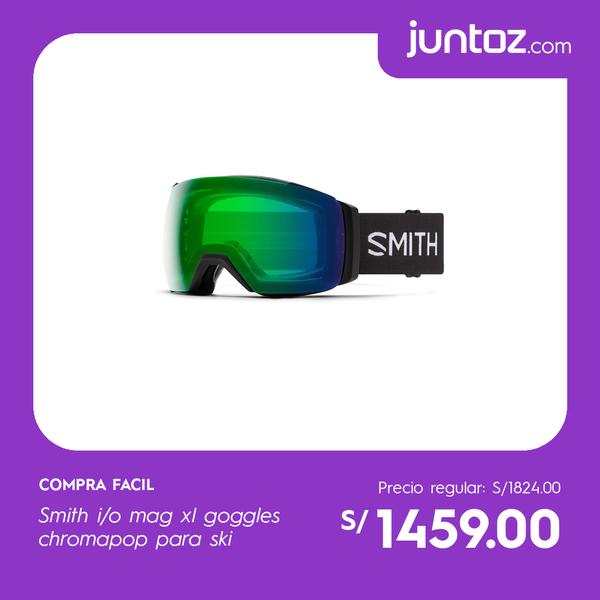 juntoz.com
SMITH
COMPRA FACIL
Smith i/o mag xl goggles
chromapop para ski
Precio regular: S/1824.00
S/1459.00